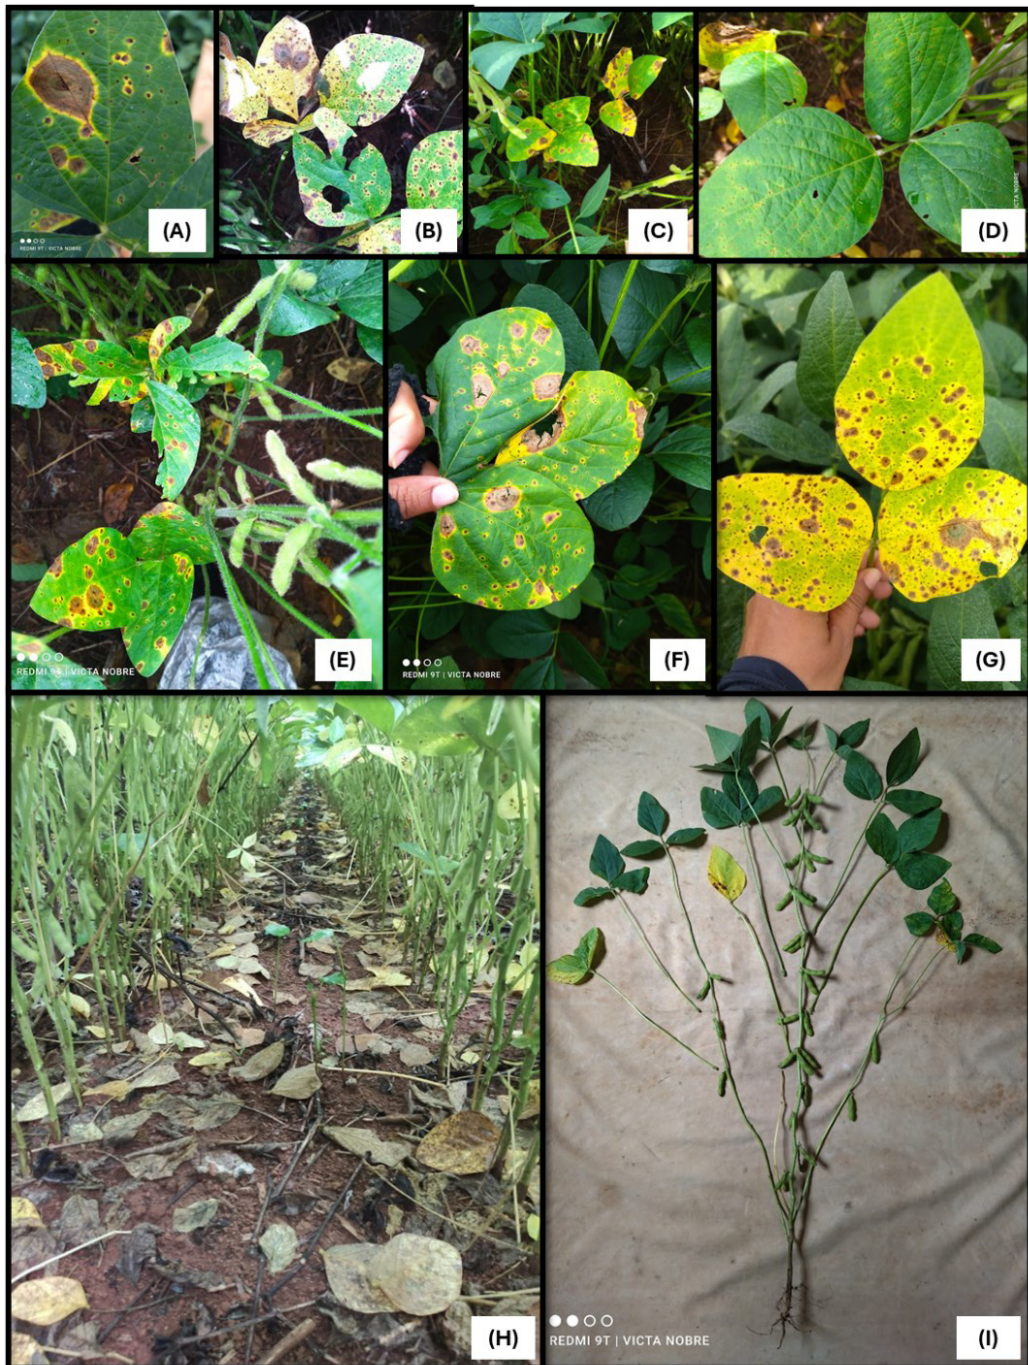 (A)
REDMI 9T | VICTA NOBRE
(B)
(C)
(D)
REDMI 9T | VICTA NOBRE
(E)
REDMI 9T | VICTA NOBRE
(F)
(G)
(H)
REDMI 9T | VICTA NOBRE
(I)